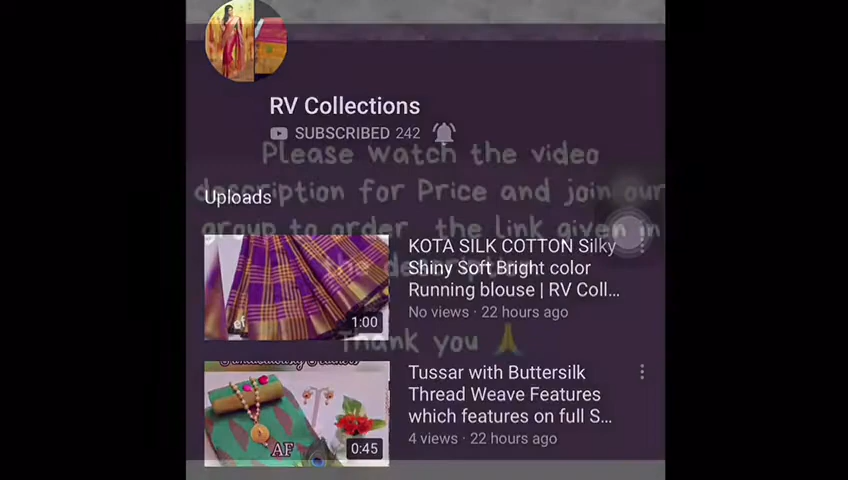 RV Collections
SUBSCRIBED 242
Please watch the video
description for Price and join our
Uploads
group to order the link given in
the description
KOTA SILK COTTON Silky
Shiny Soft Bright color
Running blouse | RV Coll...
No views · 22 hours ago
1:00
Thank you 🙏
Tussar with Buttersilk
Thread Weave Features
which features on full S...
4 views · 22 hours ago
AF
0:45